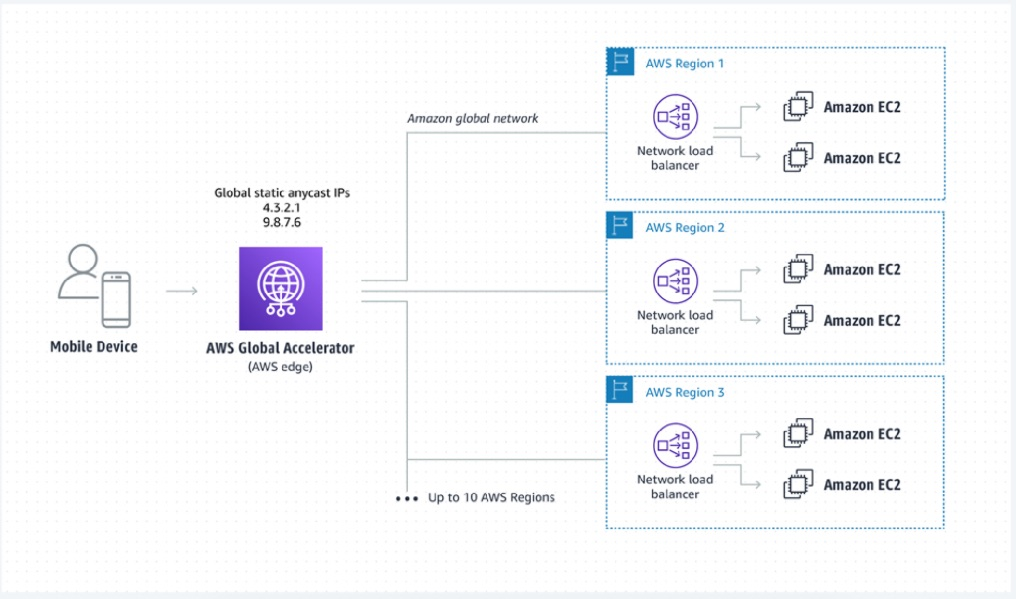 Mobile Device
Global static anycast IPs
4.3.2.1
9.8.7.6
AWS Global Accelerator
(AWS edge)
Amazon global network
••• Up to 10 AWS Regions
AWS Region 1
Network load
balancer
Amazon EC2
Amazon EC2
AWS Region 2
Network load
balancer
Amazon EC2
Amazon EC2
AWS Region 3
Network load
balancer
Amazon EC2
Amazon EC2